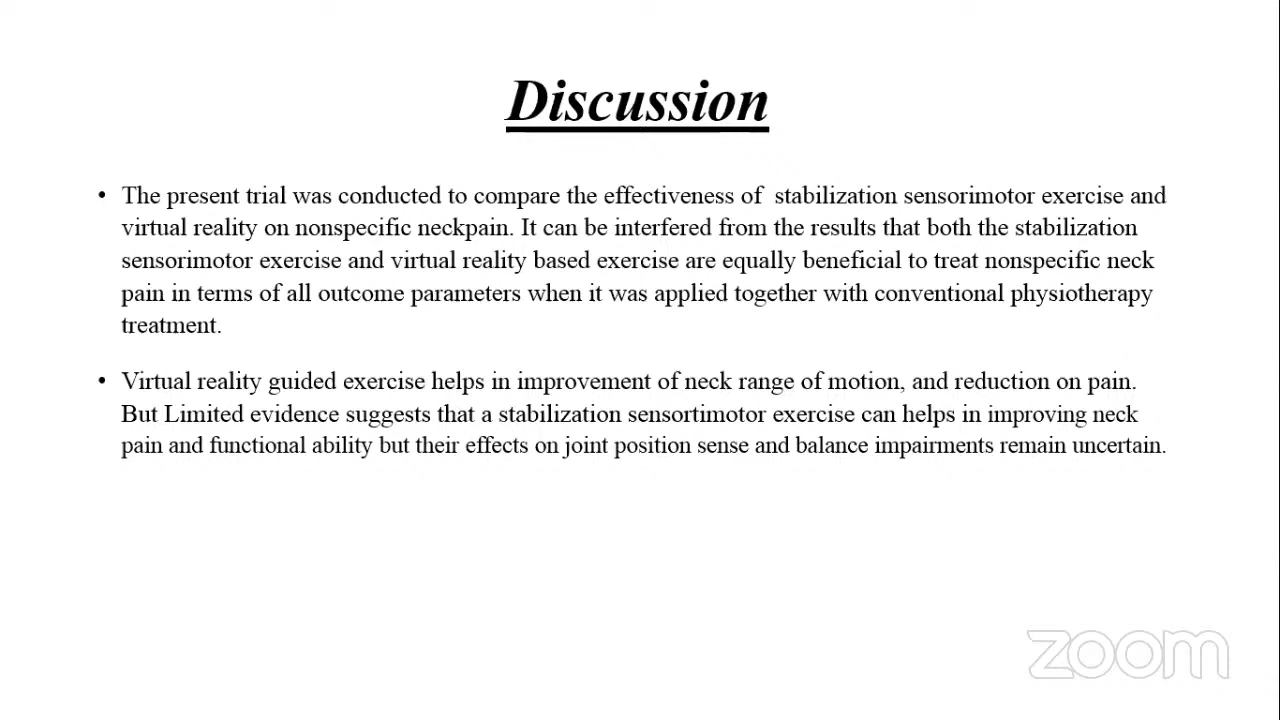 Discussion
• The present trial was conducted to compare the effectiveness of stabilization sensorimotor exercise and
virtual reality on nonspecific neckpain. It can be interfered from the results that both the stabilization
sensorimotor exercise and virtual reality based exercise are equally beneficial to treat nonspecific neck
pain in terms of all outcome parameters when it was applied together with conventional physiotherapy
treatment.
• Virtual reality guided exercise helps in improvement of neck range of motion, and reduction on pain.
But Limited evidence suggests that a stabilization sensortimotor exercise can helps in improving neck
pain and functional ability but their effects on joint position sense and balance impairments remain uncertain.
zoom